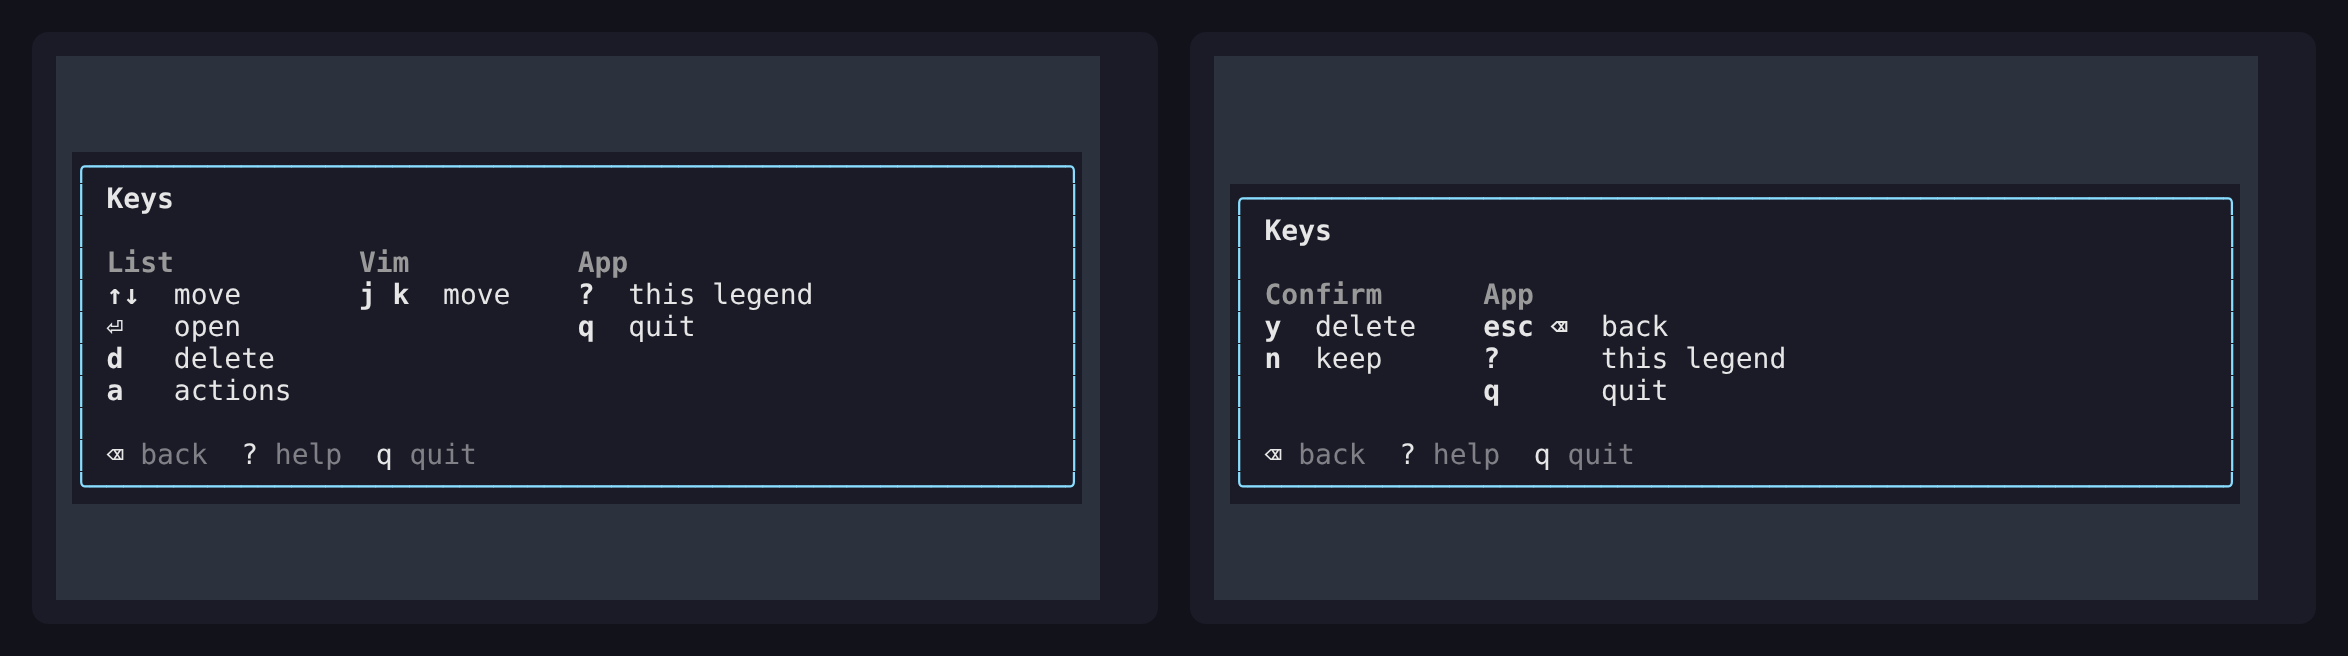 Keys
List Vim App
↑↓ move j k move ? this legend
⏎ open q quit
d delete
a actions
⌫ back ? help q quit
Keys
Confirm App
y delete esc ⌫ back
n keep ? this legend
q quit
⌫ back ? help q quit